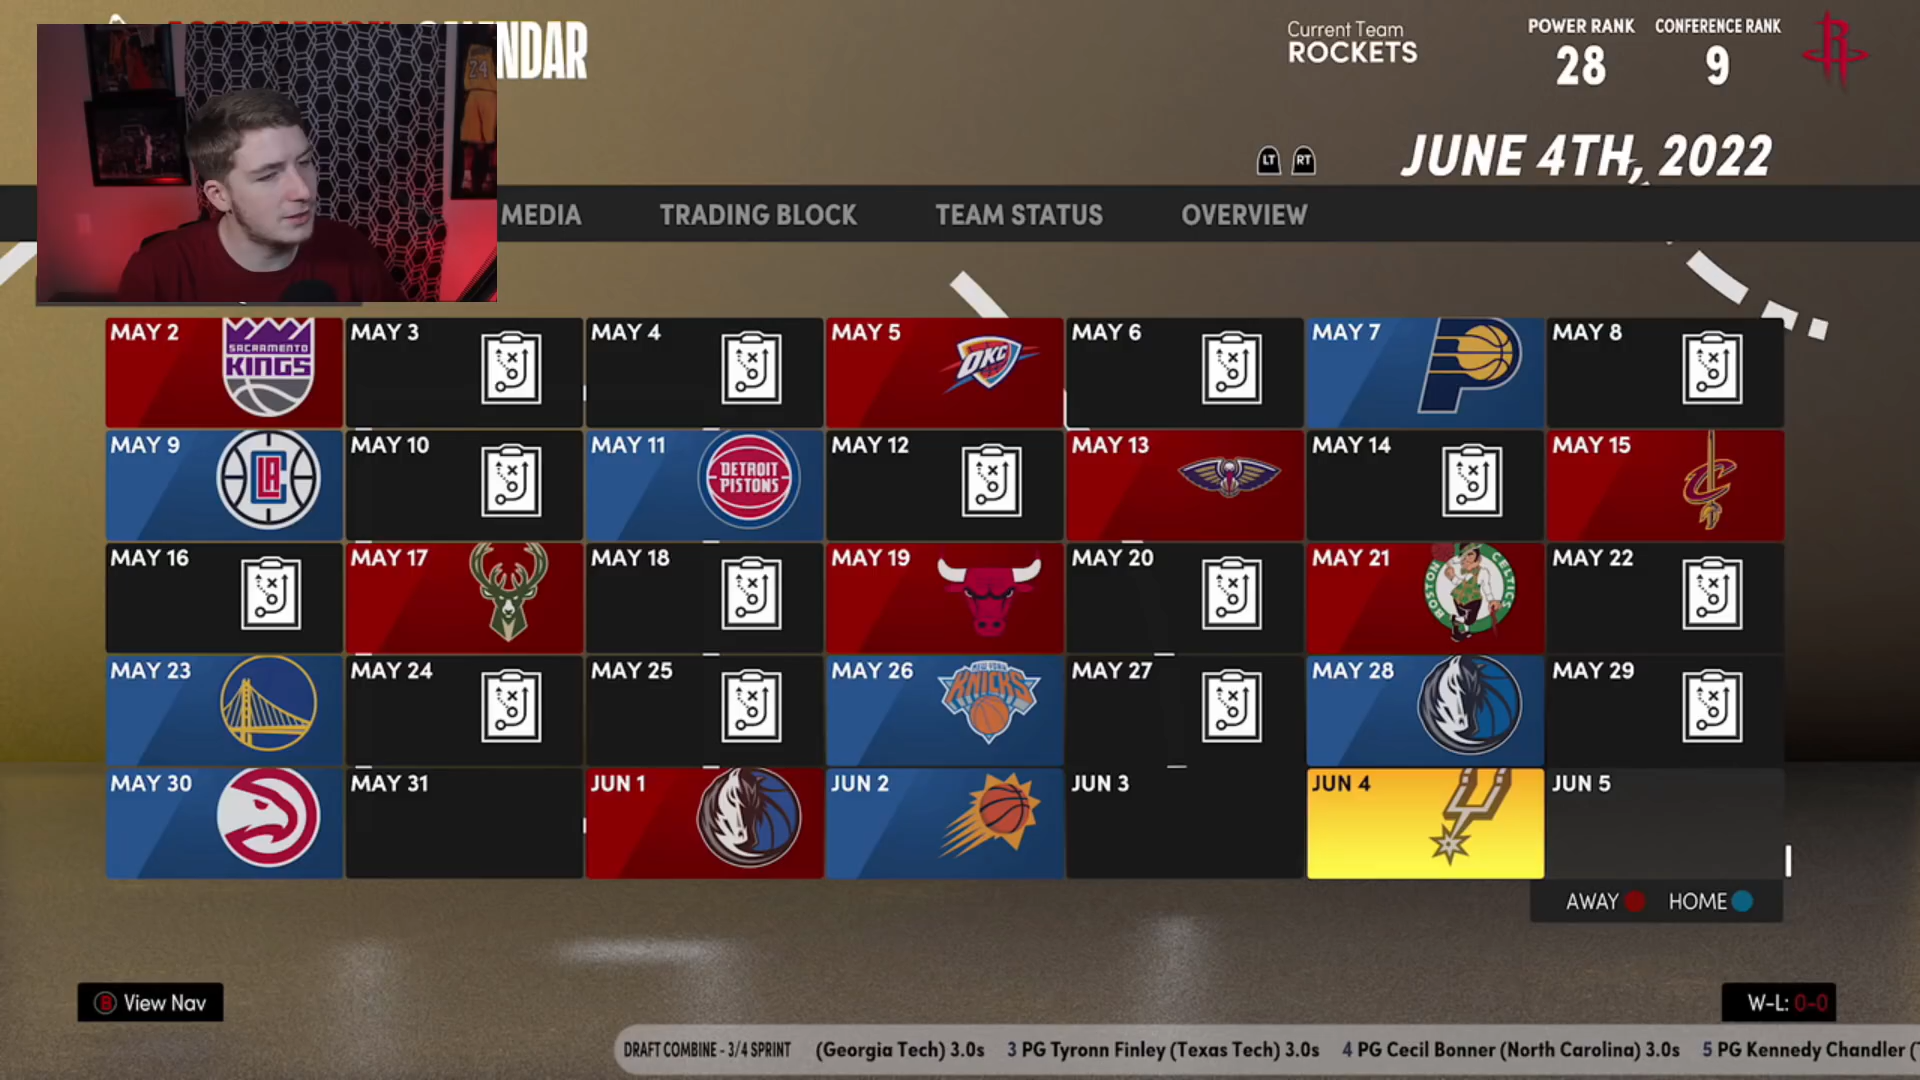 NDAR
Current Team
ROCKETS
POWER RANK
28
CONFERENCE RANK
9
R
LT RT
JUNE 4TH, 2022
24
MEDIA TRADING BLOCK TEAM STATUS OVERVIEW
MAY 2 SACRAMENTO KINGS MAY 3 MAY 4 MAY 5 OKC MAY 6 MAY 7 MAY 8
MAY 9 LAC MAY 10 MAY 11 DETROIT PISTONS MAY 12 MAY 13 MAY 14 MAY 15 C
MAY 16 MAY 17 MAY 18 MAY 19 MAY 20 MAY 21 BOSTON CELTICS MAY 22
MAY 23 MAY 24 MAY 25 MAY 26 NEW YORK KNICKS MAY 27 MAY 28 MAY 29
MAY 30 MAY 31 JUN 1 JUN 2 JUN 3 JUN 4 JUN 5
AWAY HOME
B View Nav
W-L: 0-0
DRAFT COMBINE - 3/4 SPRINT (Georgia Tech) 3.0s 3 PG Tyronn Finley (Texas Tech) 3.0s 4 PG Cecil Bonner (North Carolina) 3.0s 5 PG Kennedy Chandler (